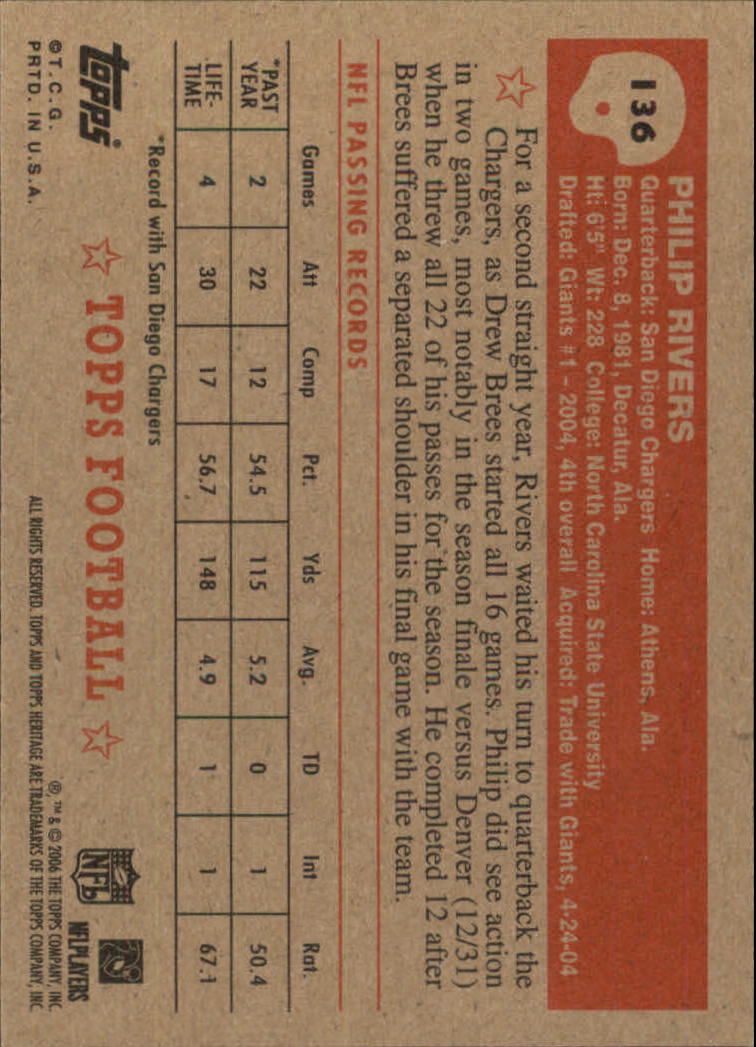 136
PHILIP RIVERS
Quarterback: San Diego Chargers Home: Athens, Ala.
Born: Dec. 8, 1981, Decatur, Ala.
Ht: 6'5" Wt: 228 College: North Carolina State University
Drafted: Giants #1 - 2004, 4th overall Acquired: Trade with Giants, 4-24-04
For a second straight year, Rivers waited his turn to quarterback the
Chargers, as Drew Brees started all 16 games. Philip did see action
in two games, most notably in the season finale versus Denver (12/31)
when he threw all 22 of his passes for the season. He completed 12 after
Brees suffered a separated shoulder in his final game with the team.
NFL PASSING RECORDS
Games Att Comp Pct. Yds Avg. TD Int Rat.
*PAST YEAR 2 22 12 54.5 115 5.2 0 1 50.4
LIFE-TIME 4 30 17 56.7 148 4.9 1 1 67.1
*Record with San Diego Chargers
topps
TOPPS FOOTBALL
NFL
NFLPLAYERS
©T.C.G.
PRTD. IN U.S.A.
®,™ & © 2006 THE TOPPS COMPANY, INC.
ALL RIGHTS RESERVED. TOPPS AND TOPPS HERITAGE ARE TRADEMARKS OF THE TOPPS COMPANY, INC.